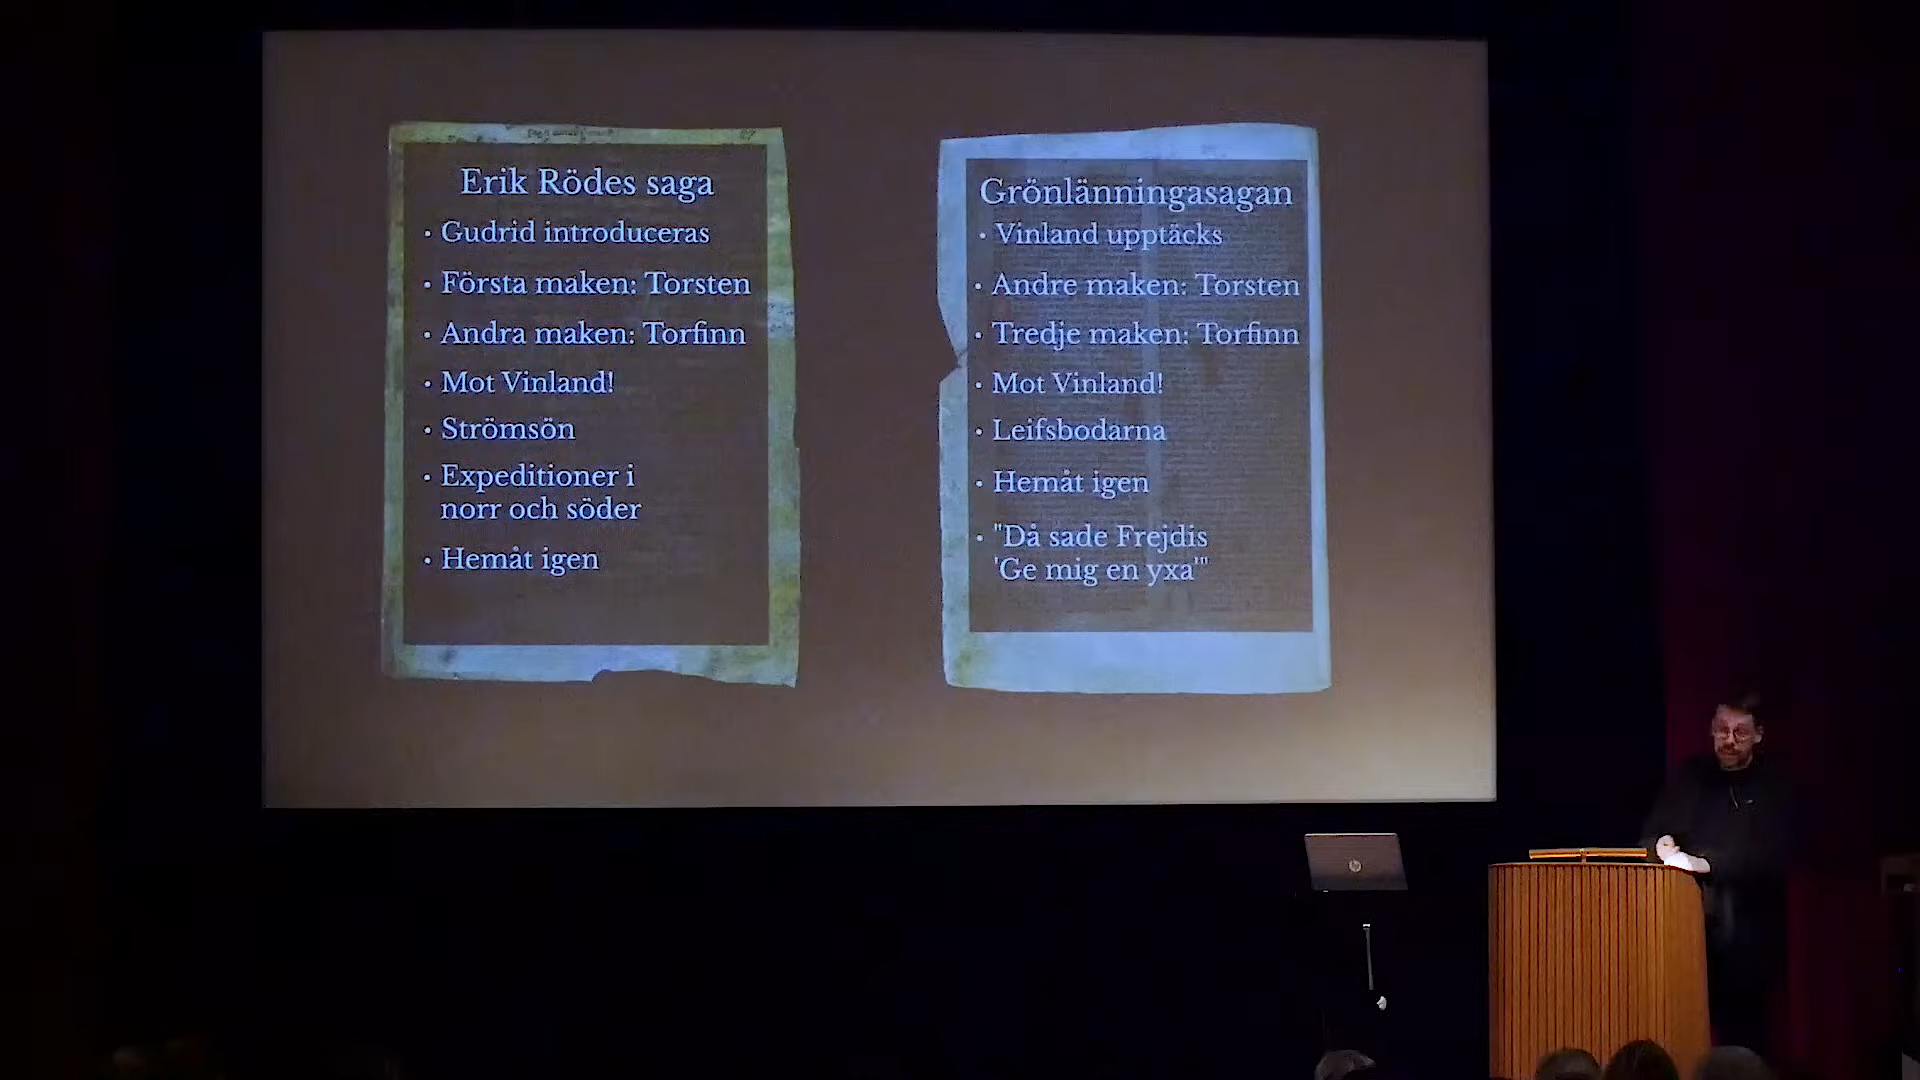 Erik Rödes saga
• Gudrid introduceras
• Första maken: Torsten
• Andra maken: Torfinn
• Mot Vinland!
• Strömsön
• Expeditioner i
norr och söder
• Hemåt igen
Grönlänningasagan
• Vinland upptäcks
• Andre maken: Torsten
• Tredje maken: Torfinn
• Mot Vinland!
• Leifsbodarna
• Hemåt igen
• "Då sade Frejdis
'Ge mig en yxa'"